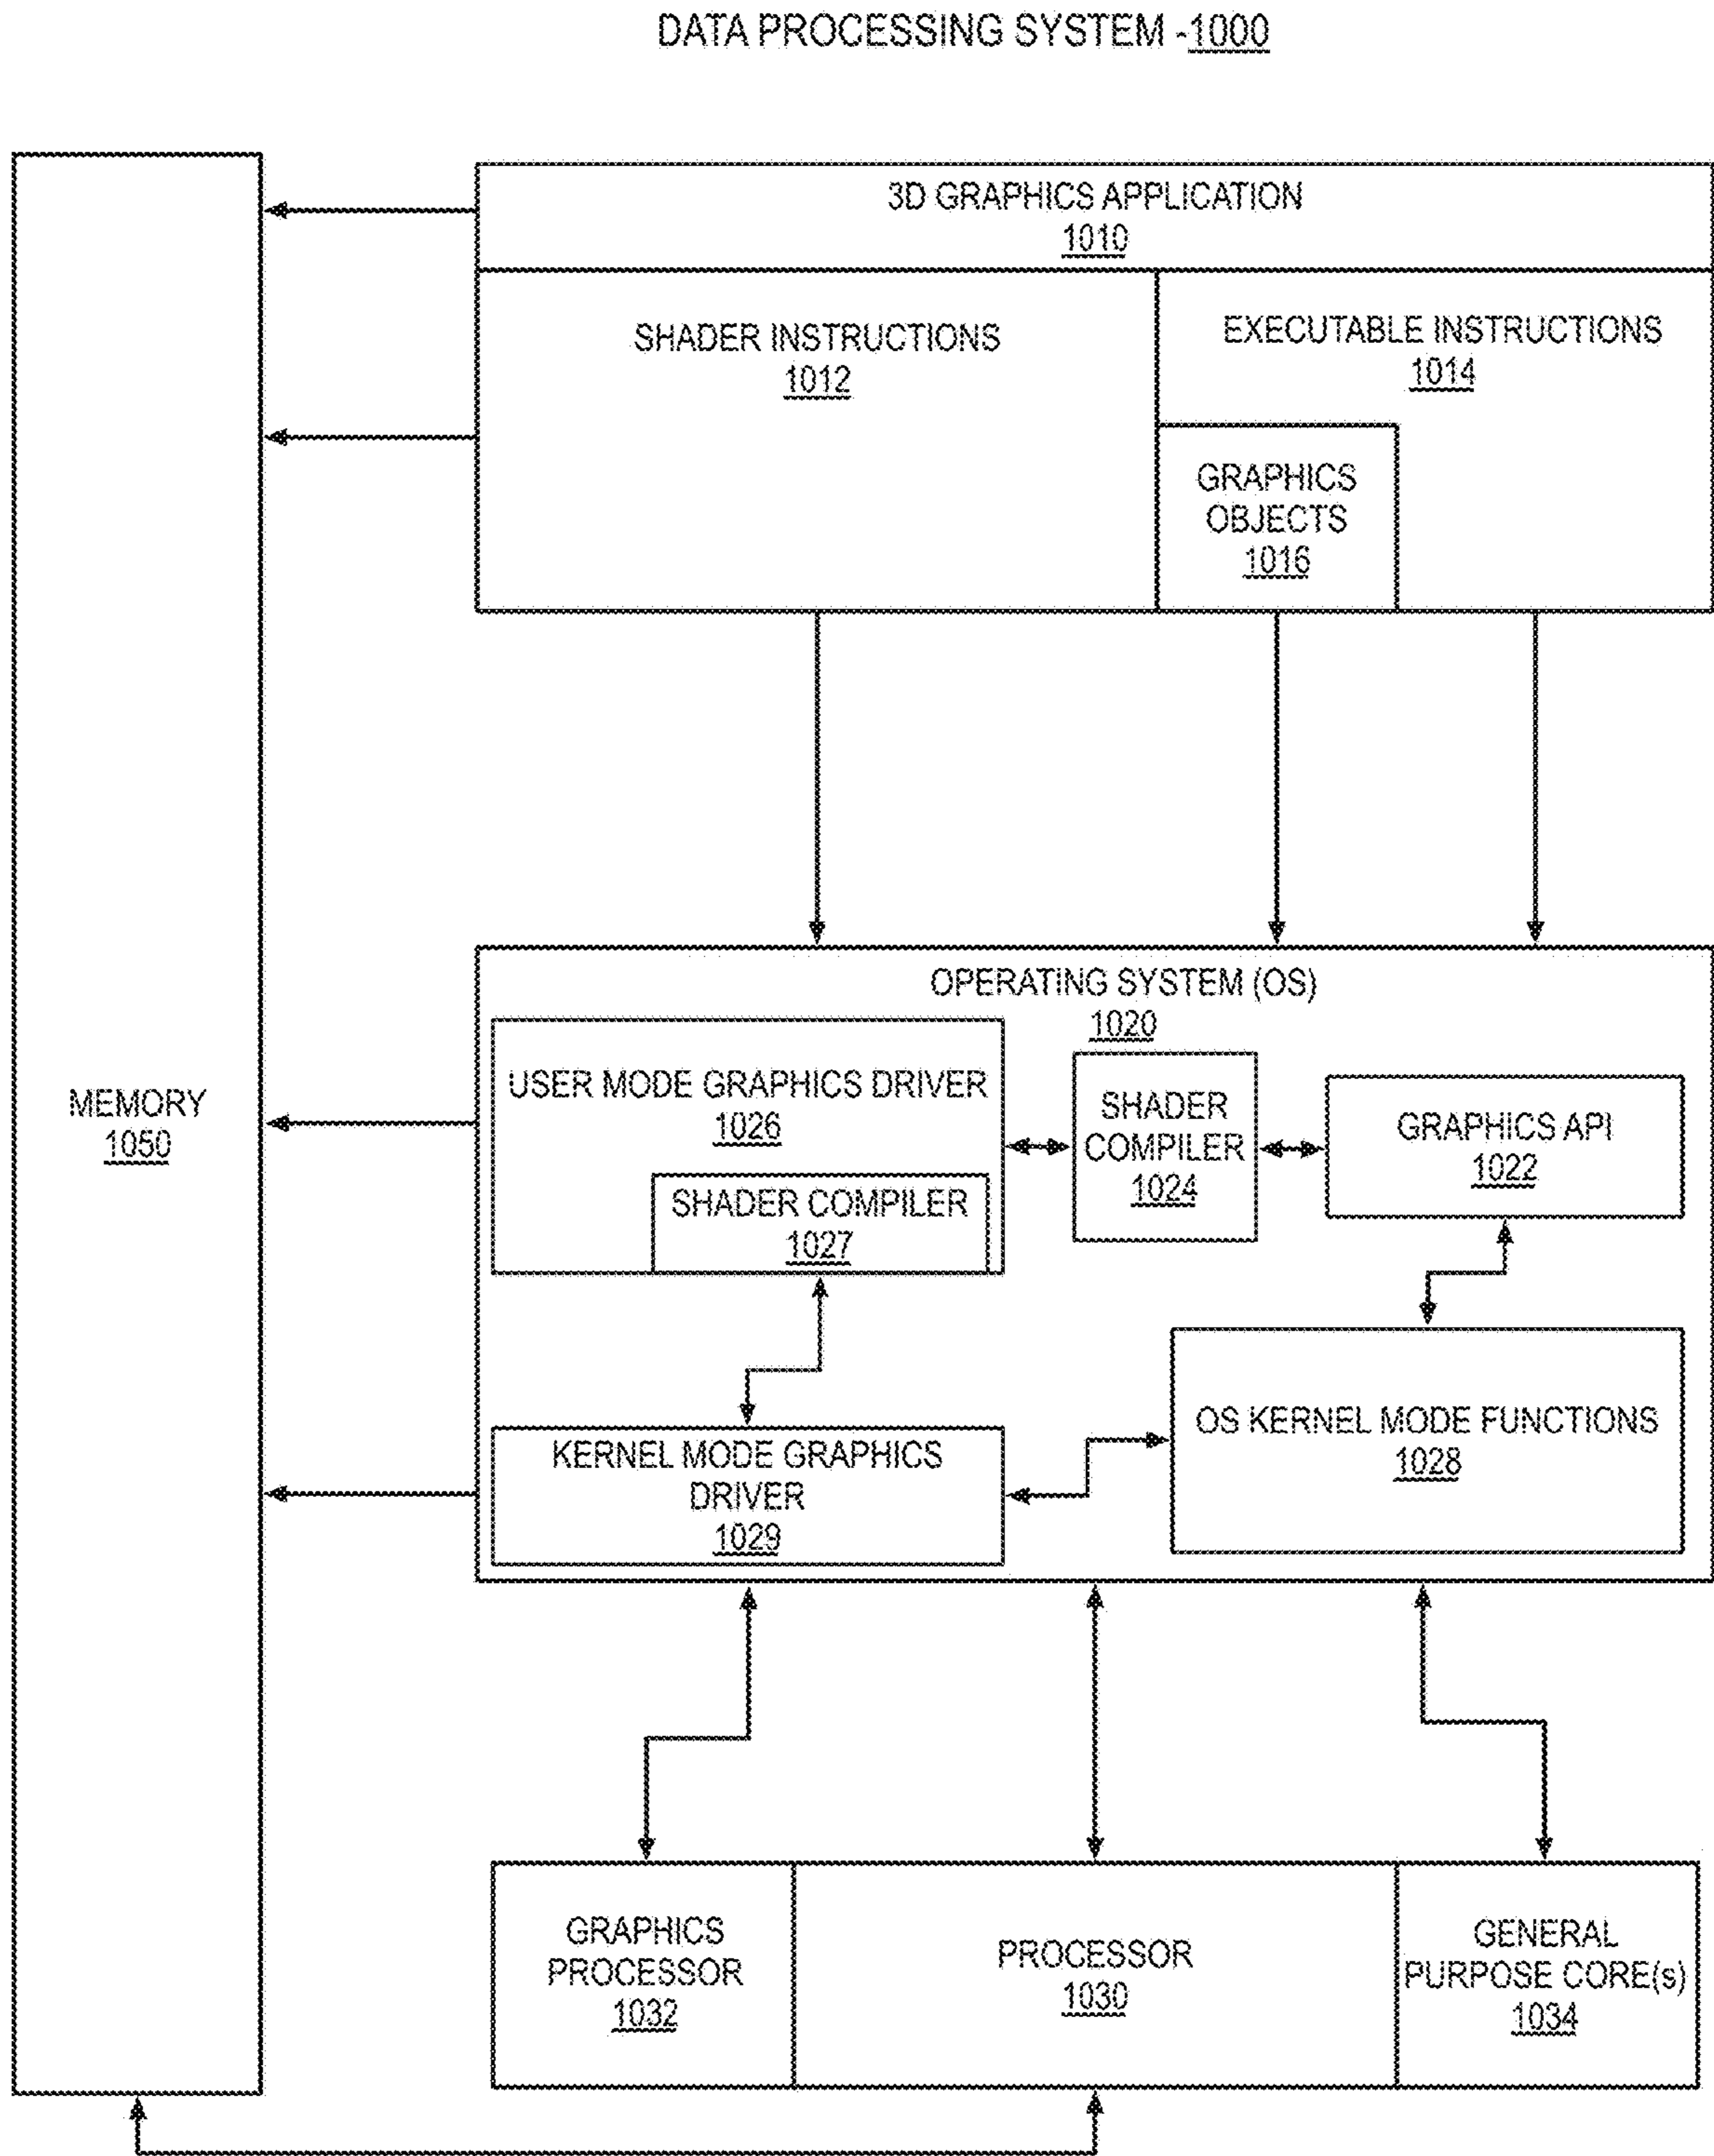 DATA PROCESSING SYSTEM -1000
3D GRAPHICS APPLICATION
1010
SHADER INSTRUCTIONS
1012
EXECUTABLE INSTRUCTIONS
1014
GRAPHICS
OBJECTS
1016
MEMORY
1050
OPERATING SYSTEM (OS)
1020
USER MODE GRAPHICS DRIVER
1026
SHADER COMPILER
1027
SHADER
COMPILER
1024
GRAPHICS API
1022
KERNEL MODE GRAPHICS
DRIVER
1029
OS KERNEL MODE FUNCTIONS
1028
GRAPHICS
PROCESSOR
1032
PROCESSOR
1030
GENERAL
PURPOSE CORE(s)
1034